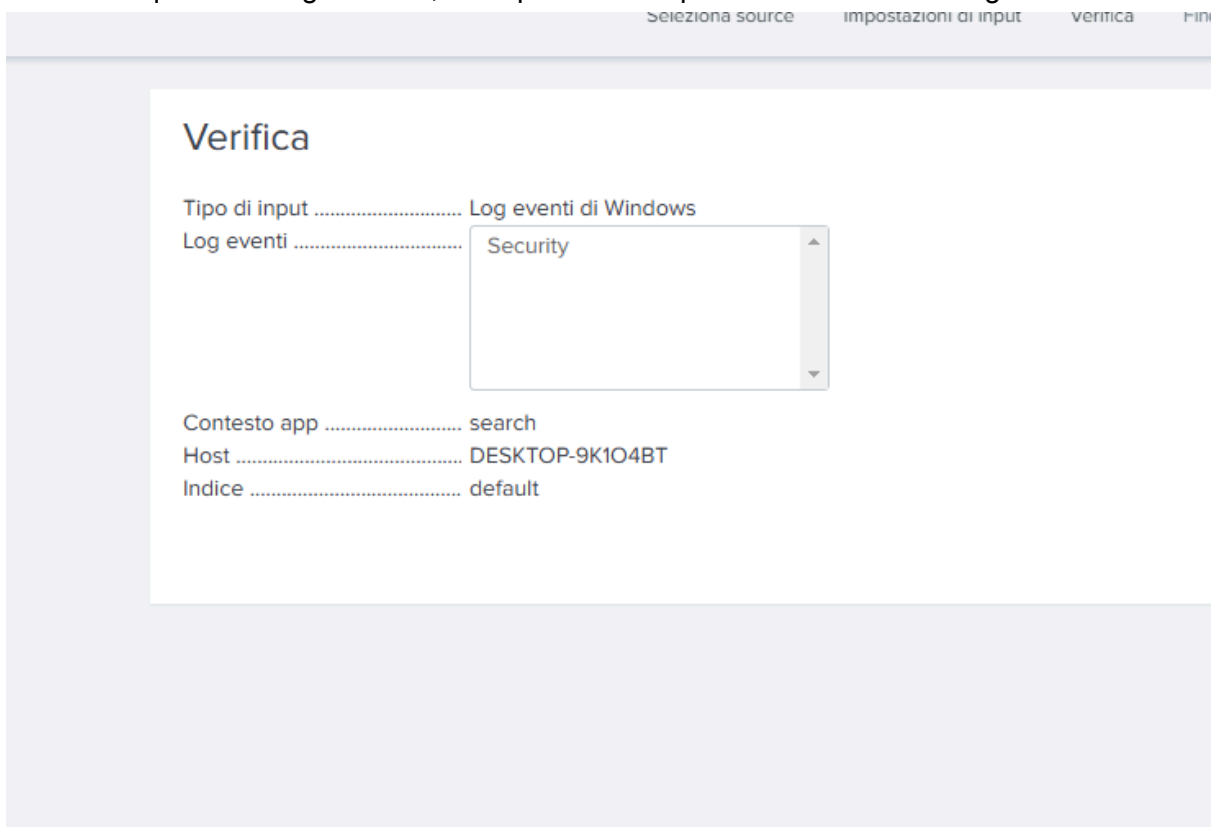 Seleziona source Impostazioni di input Verifica
Verifica
Tipo di input ............................ Log eventi di Windows
Log eventi ................................ Security
Contesto app .......................... search
Host ........................................... DESKTOP-9K1O4BT
Indice ........................................ default